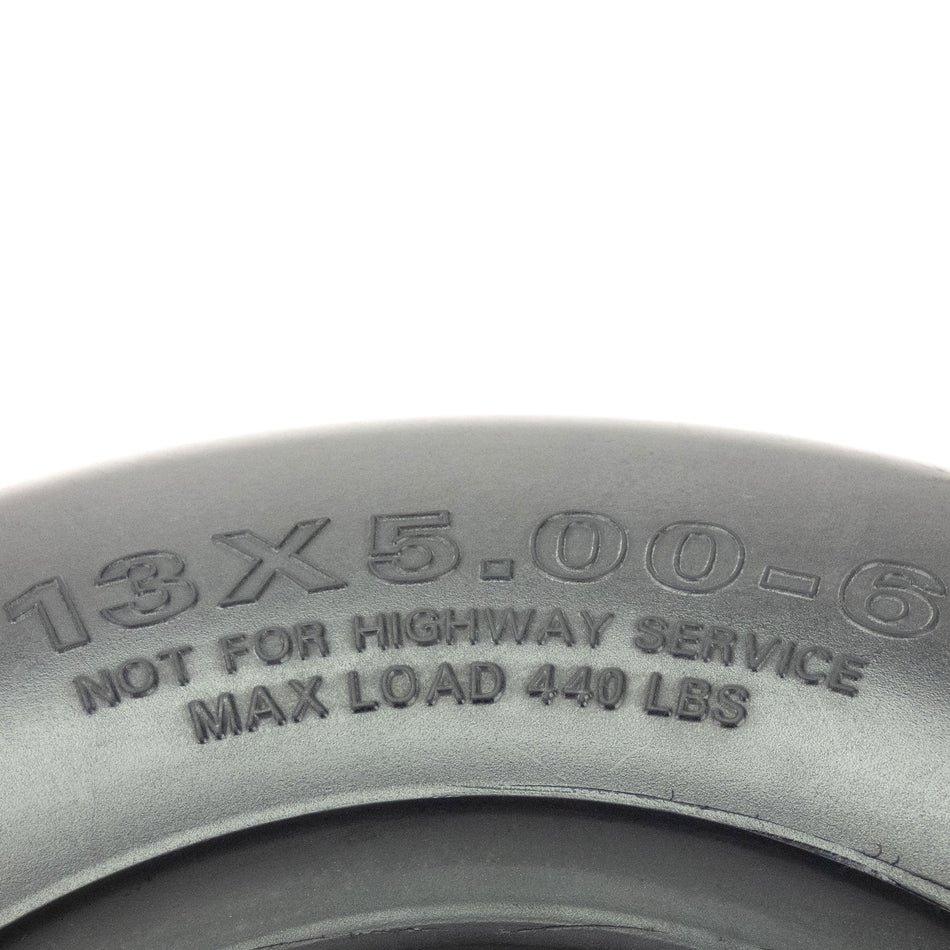 13X5.00-6
NOT FOR HIGHWAY SERVICE
MAX LOAD 440 LBS